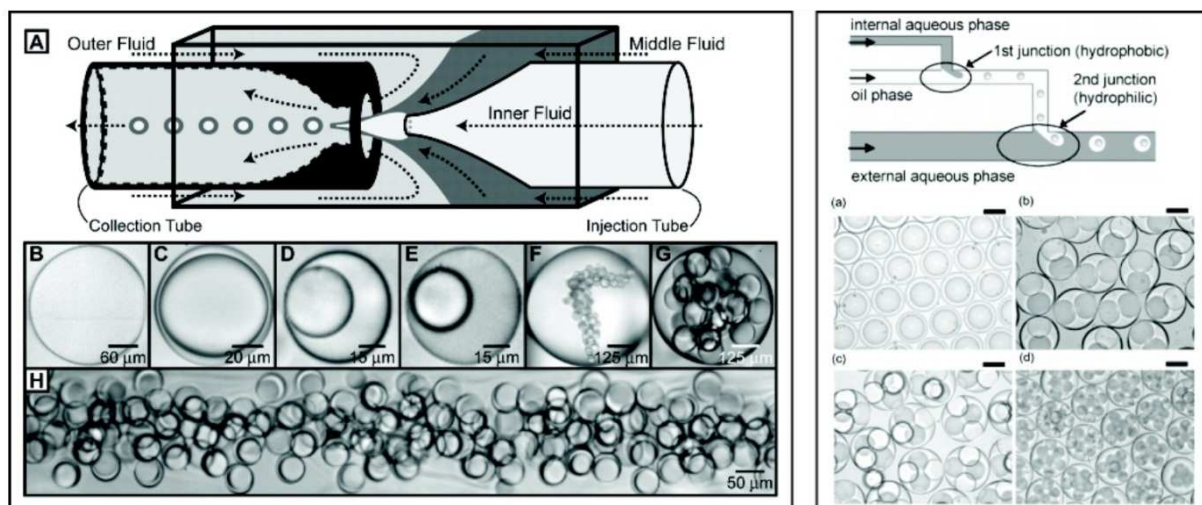 A
Outer Fluid
Middle Fluid
Inner Fluid
Collection Tube
Injection Tube
B
60 μm
C
20 μm
D
15 μm
E
15 μm
F
125 μm
G
125 μm
H
50 μm
internal aqueous phase
1st junction (hydrophobic)
oil phase
2nd junction
(hydrophilic)
external aqueous phase
(a)
(b)
(c)
(d)